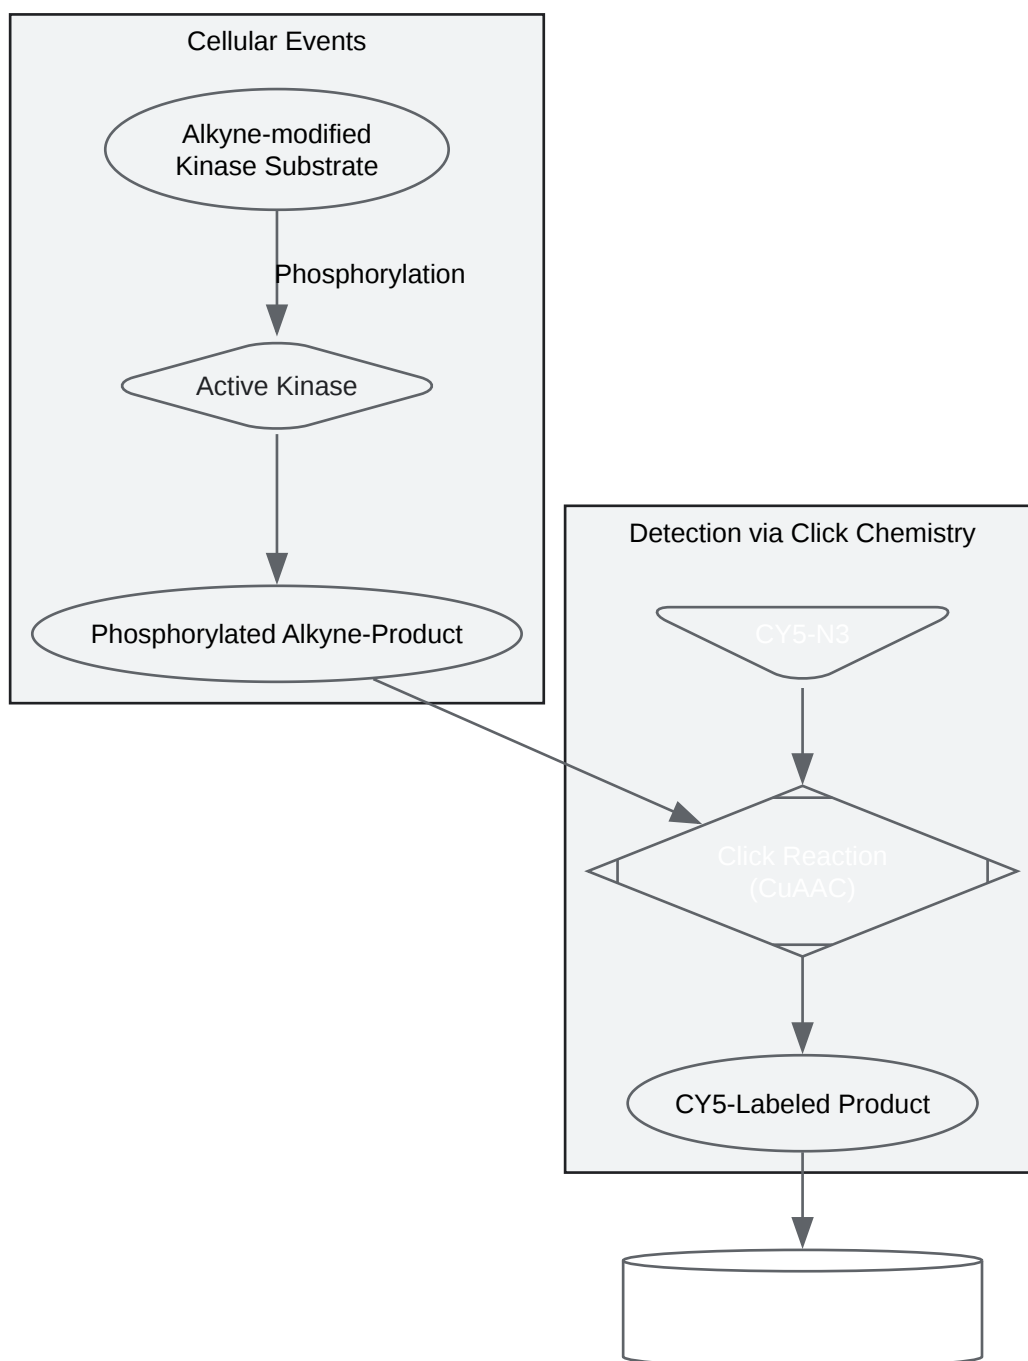 Cellular Events
Alkyne-modified
Kinase Substrate
Phosphorylation
Active Kinase
Phosphorylated Alkyne-Product
Detection via Click Chemistry
CY5-N3
Click Reaction
(CuAAC)
CY5-Labeled Product